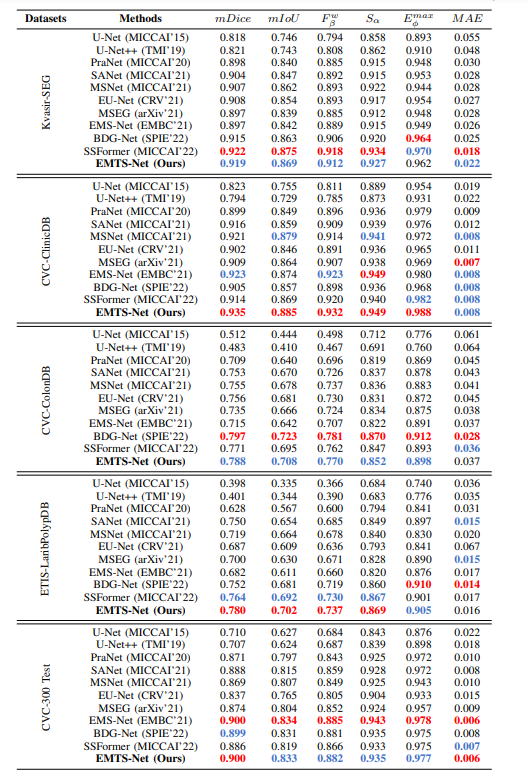 Datasets Methods mDice mIoU F_β^w S_α E_ϕ^max MAE
Kvasir-SEG
U-Net (MICCAI'15) 0.818 0.746 0.794 0.858 0.893 0.055
U-Net++ (TMI'19) 0.821 0.743 0.808 0.862 0.910 0.048
PraNet (MICCAI'20) 0.898 0.840 0.885 0.915 0.948 0.030
SANet (MICCAI'21) 0.904 0.847 0.892 0.915 0.953 0.028
MSNet (MICCAI'21) 0.907 0.862 0.893 0.922 0.944 0.028
EU-Net (CRV'21) 0.908 0.854 0.893 0.917 0.954 0.027
MSEG (arXiv'21) 0.897 0.839 0.885 0.912 0.948 0.028
EMS-Net (EMBC'21) 0.897 0.842 0.889 0.915 0.949 0.026
BDG-Net (SPIE'22) 0.915 0.863 0.906 0.920 0.964 0.025
SSFormer (MICCAI'22) 0.922 0.875 0.918 0.934 0.970 0.018
EMTS-Net (Ours) 0.919 0.869 0.912 0.927 0.962 0.022
CVC-ClinicDB
U-Net (MICCAI'15) 0.823 0.755 0.811 0.889 0.954 0.019
U-Net++ (TMI'19) 0.794 0.729 0.785 0.873 0.931 0.022
PraNet (MICCAI'20) 0.899 0.849 0.896 0.936 0.979 0.009
SANet (MICCAI'21) 0.916 0.859 0.909 0.939 0.976 0.012
MSNet (MICCAI'21) 0.921 0.879 0.914 0.941 0.972 0.008
EU-Net (CRV'21) 0.902 0.846 0.891 0.936 0.965 0.011
MSEG (arXiv'21) 0.909 0.864 0.907 0.938 0.969 0.007
EMS-Net (EMBC'21) 0.923 0.874 0.923 0.949 0.980 0.008
BDG-Net (SPIE'22) 0.905 0.857 0.898 0.936 0.968 0.008
SSFormer (MICCAI'22) 0.914 0.869 0.920 0.940 0.982 0.008
EMTS-Net (Ours) 0.935 0.885 0.932 0.949 0.988 0.008
CVC-ColonDB
U-Net (MICCAI'15) 0.512 0.444 0.498 0.712 0.776 0.061
U-Net++ (TMI'19) 0.483 0.410 0.467 0.691 0.760 0.064
PraNet (MICCAI'20) 0.709 0.640 0.696 0.819 0.869 0.045
SANet (MICCAI'21) 0.753 0.670 0.726 0.837 0.878 0.043
MSNet (MICCAI'21) 0.755 0.678 0.737 0.836 0.883 0.041
EU-Net (CRV'21) 0.756 0.681 0.730 0.831 0.872 0.045
MSEG (arXiv'21) 0.735 0.666 0.724 0.834 0.875 0.038
EMS-Net (EMBC'21) 0.715 0.642 0.707 0.822 0.891 0.037
BDG-Net (SPIE'22) 0.797 0.723 0.781 0.870 0.912 0.028
SSFormer (MICCAI'22) 0.771 0.695 0.762 0.847 0.893 0.036
EMTS-Net (Ours) 0.788 0.708 0.770 0.852 0.898 0.037
ETIS-LaribPolypDB
U-Net (MICCAI'15) 0.398 0.335 0.366 0.684 0.740 0.036
U-Net++ (TMI'19) 0.401 0.344 0.390 0.683 0.776 0.035
PraNet (MICCAI'20) 0.628 0.567 0.600 0.794 0.841 0.031
SANet (MICCAI'21) 0.750 0.654 0.685 0.849 0.897 0.015
MSNet (MICCAI'21) 0.719 0.664 0.678 0.840 0.830 0.020
EU-Net (CRV'21) 0.687 0.609 0.636 0.793 0.841 0.067
MSEG (arXiv'21) 0.700 0.630 0.671 0.828 0.890 0.015
EMS-Net (EMBC'21) 0.682 0.611 0.660 0.820 0.876 0.017
BDG-Net (SPIE'22) 0.752 0.681 0.719 0.860 0.910 0.014
SSFormer (MICCAI'22) 0.764 0.692 0.730 0.867 0.901 0.017
EMTS-Net (Ours) 0.780 0.702 0.737 0.869 0.905 0.016
CVC-300 Test
U-Net (MICCAI'15) 0.710 0.627 0.684 0.843 0.876 0.022
U-Net++ (TMI'19) 0.707 0.624 0.687 0.839 0.898 0.018
PraNet (MICCAI'20) 0.871 0.797 0.843 0.925 0.972 0.010
SANet (MICCAI'21) 0.888 0.815 0.859 0.928 0.972 0.008
MSNet (MICCAI'21) 0.869 0.807 0.849 0.925 0.943 0.010
EU-Net (CRV'21) 0.837 0.765 0.805 0.904 0.933 0.015
MSEG (arXiv'21) 0.874 0.804 0.852 0.924 0.957 0.009
EMS-Net (EMBC'21) 0.900 0.834 0.885 0.943 0.978 0.006
BDG-Net (SPIE'22) 0.899 0.831 0.881 0.935 0.975 0.008
SSFormer (MICCAI'22) 0.886 0.819 0.866 0.933 0.975 0.007
EMTS-Net (Ours) 0.900 0.833 0.882 0.935 0.977 0.006